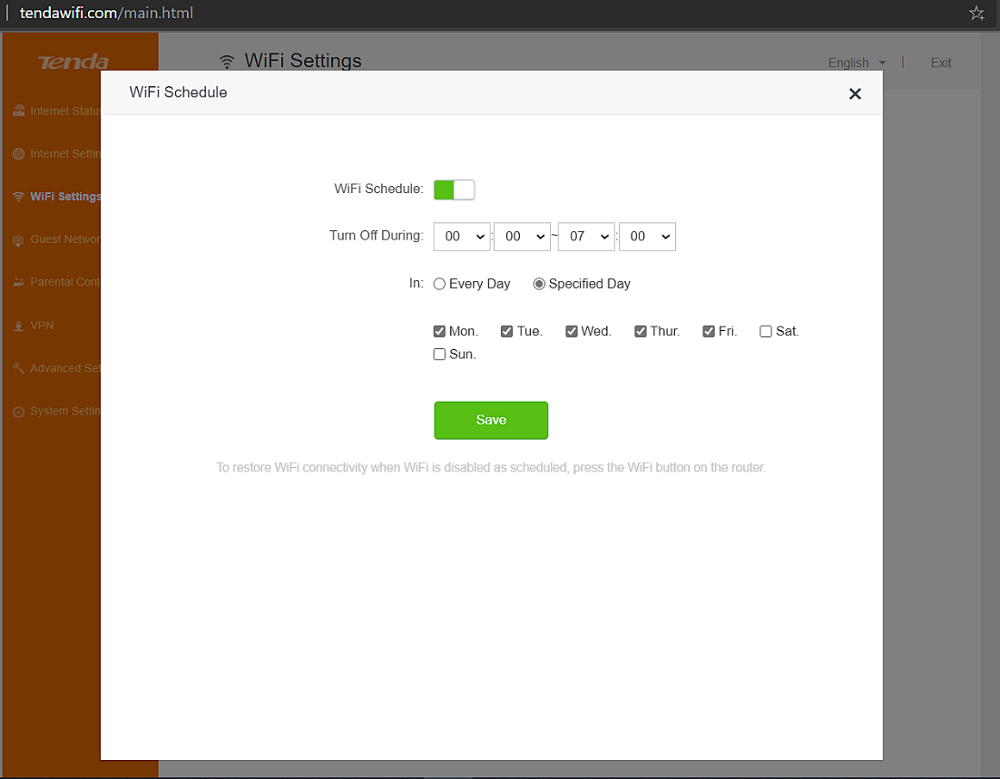 tendawifi.com/main.html
Tenda
WiFi Settings
English | Exit
WiFi Schedule
Internet Status
Internet Settin
WiFi Settings
Guest Networ
Parental Cont
VPN
Advanced Set
System Settin
WiFi Schedule:
Turn Off During: 00 : 00 ~ 07 : 00
In: Every Day Specified Day
Mon. Tue. Wed. Thur. Fri. Sat.
Sun.
Save
To restore WiFi connectivity when WiFi is disabled as scheduled, press the WiFi button on the router.